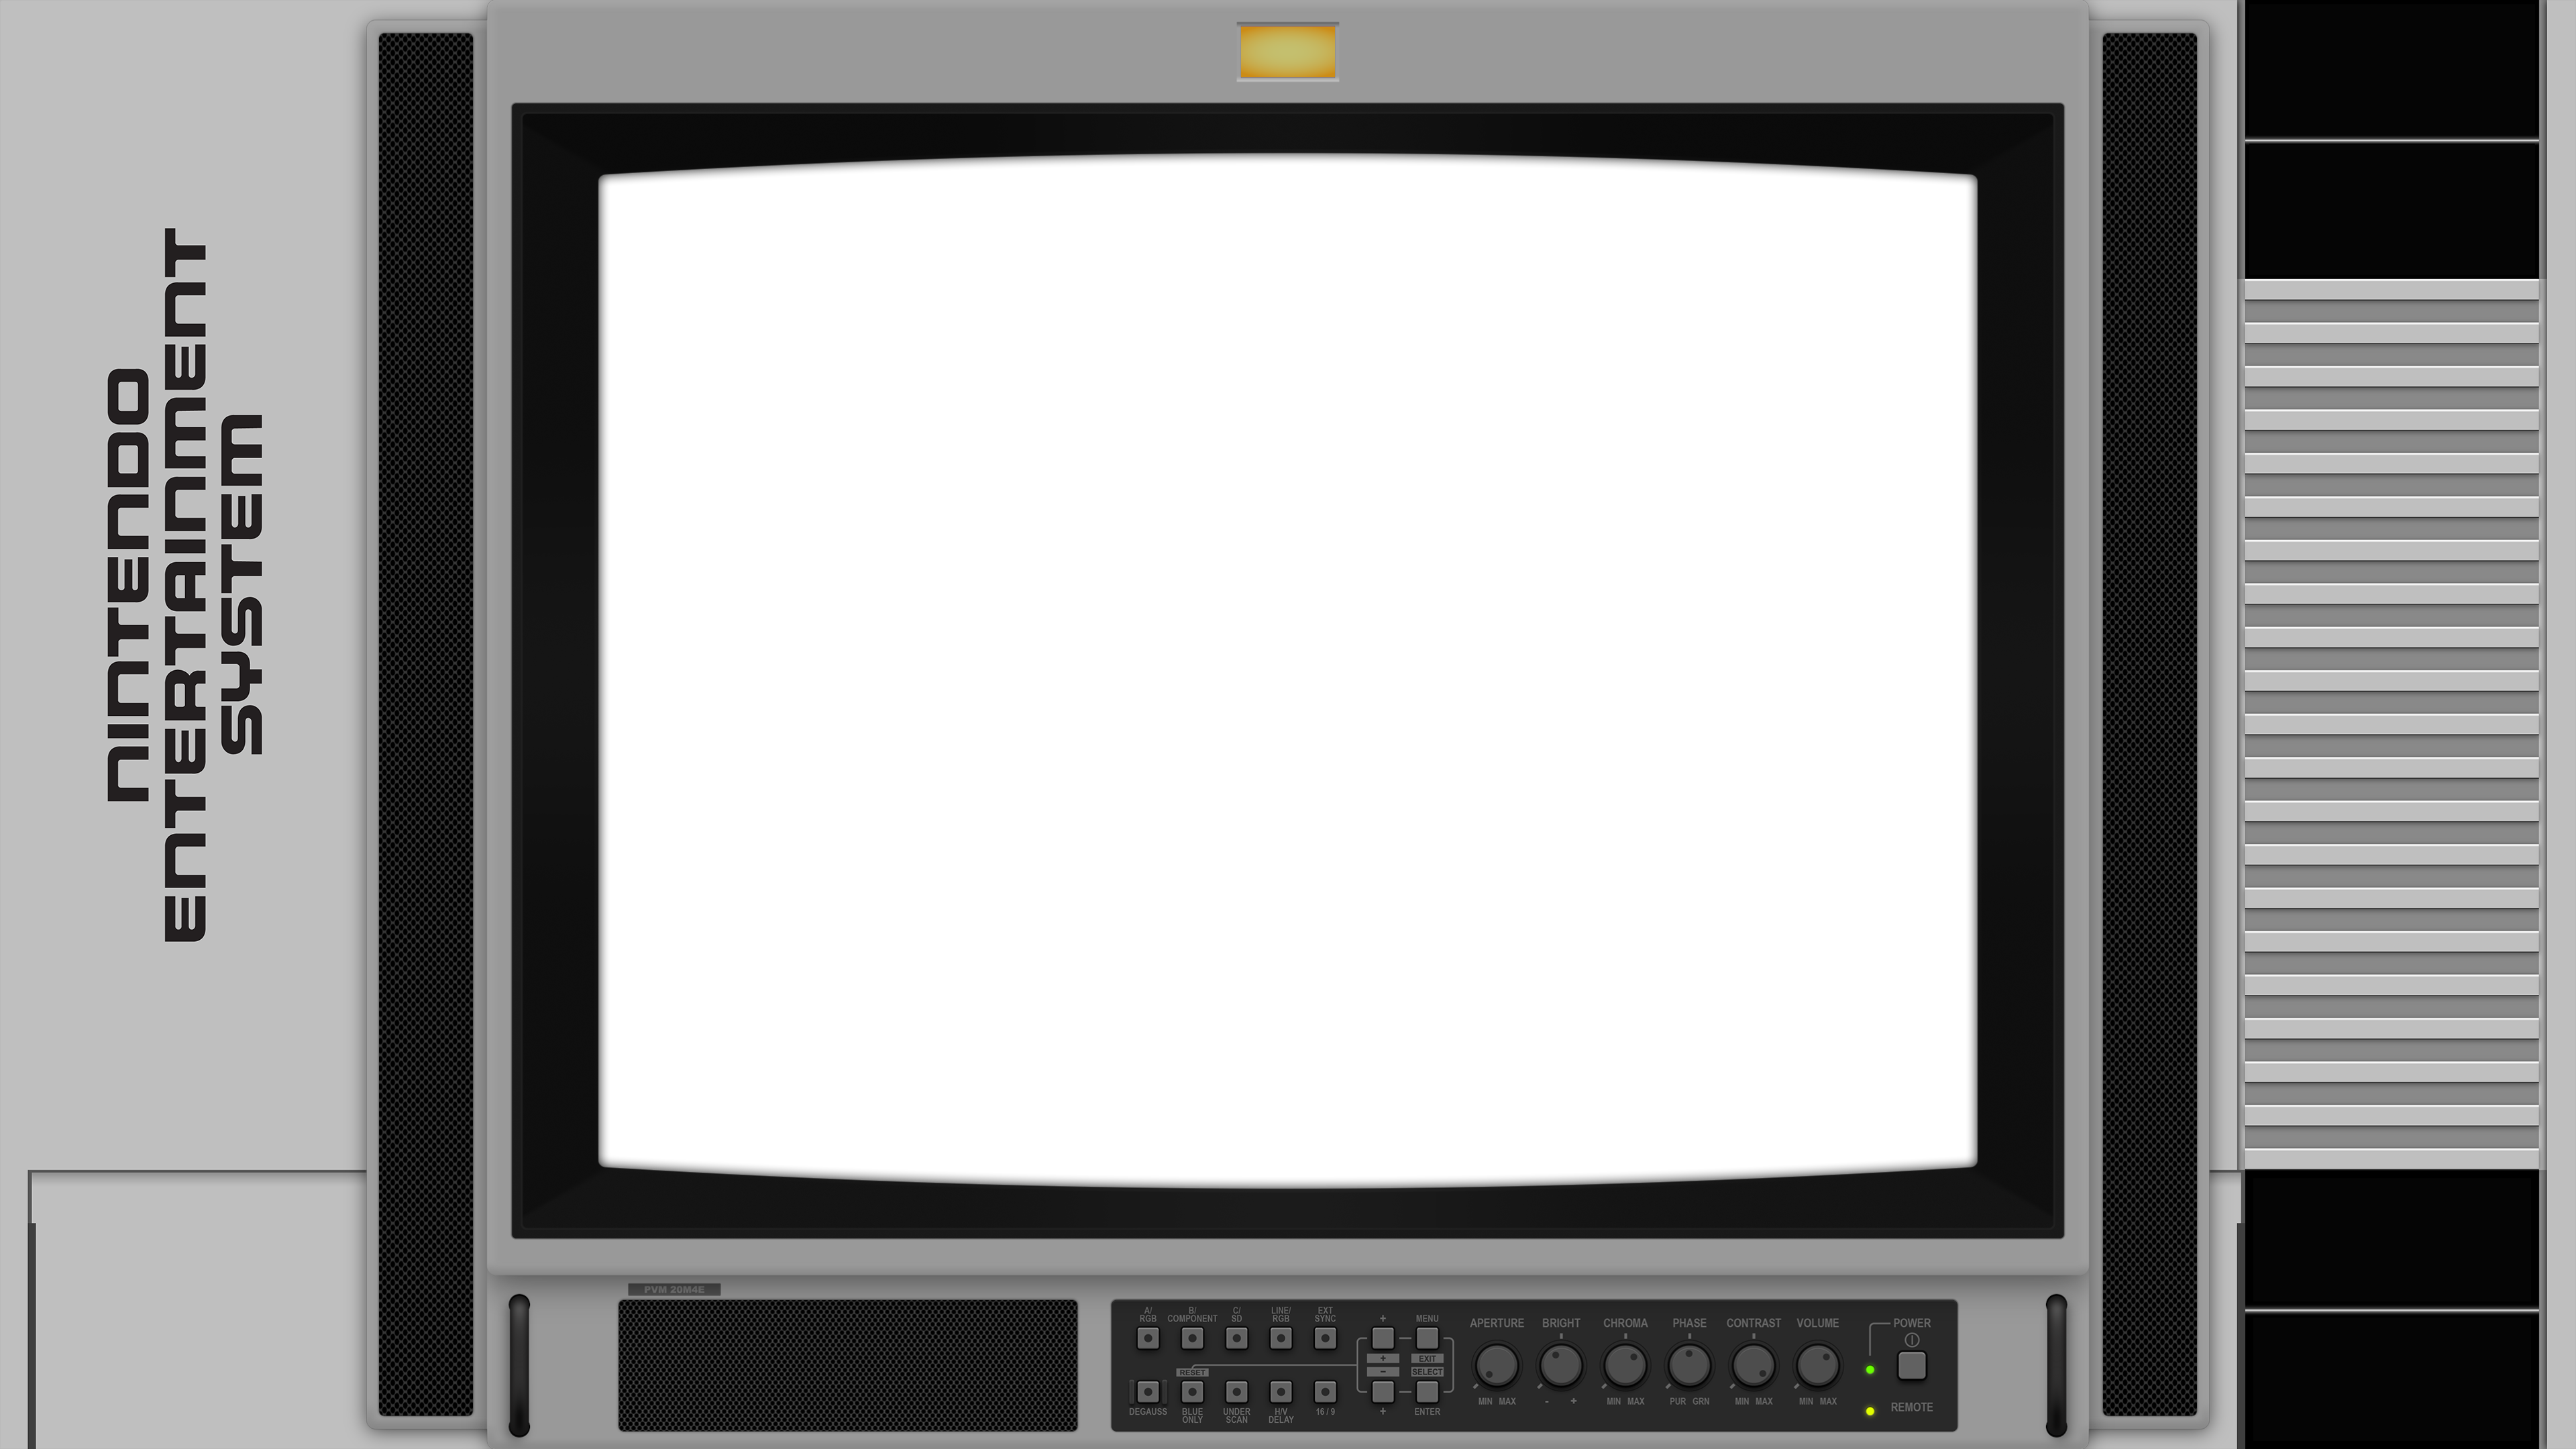 NINTENDO
ENTERTAINMENT
SYSTEM
PVM 20M4E
A/
RGB
B/
COMPONENT
C/
SD
LINE/
RGB
EXT
SYNC
+
MENU
+
EXIT
RESET
−
SELECT
DEGAUSS
BLUE
ONLY
UNDER
SCAN
H/V
DELAY
16 / 9
+
ENTER
APERTURE
BRIGHT
CHROMA
PHASE
CONTRAST
VOLUME
MIN MAX
- +
MIN MAX
PUR GRN
MIN MAX
MIN MAX
POWER
REMOTE